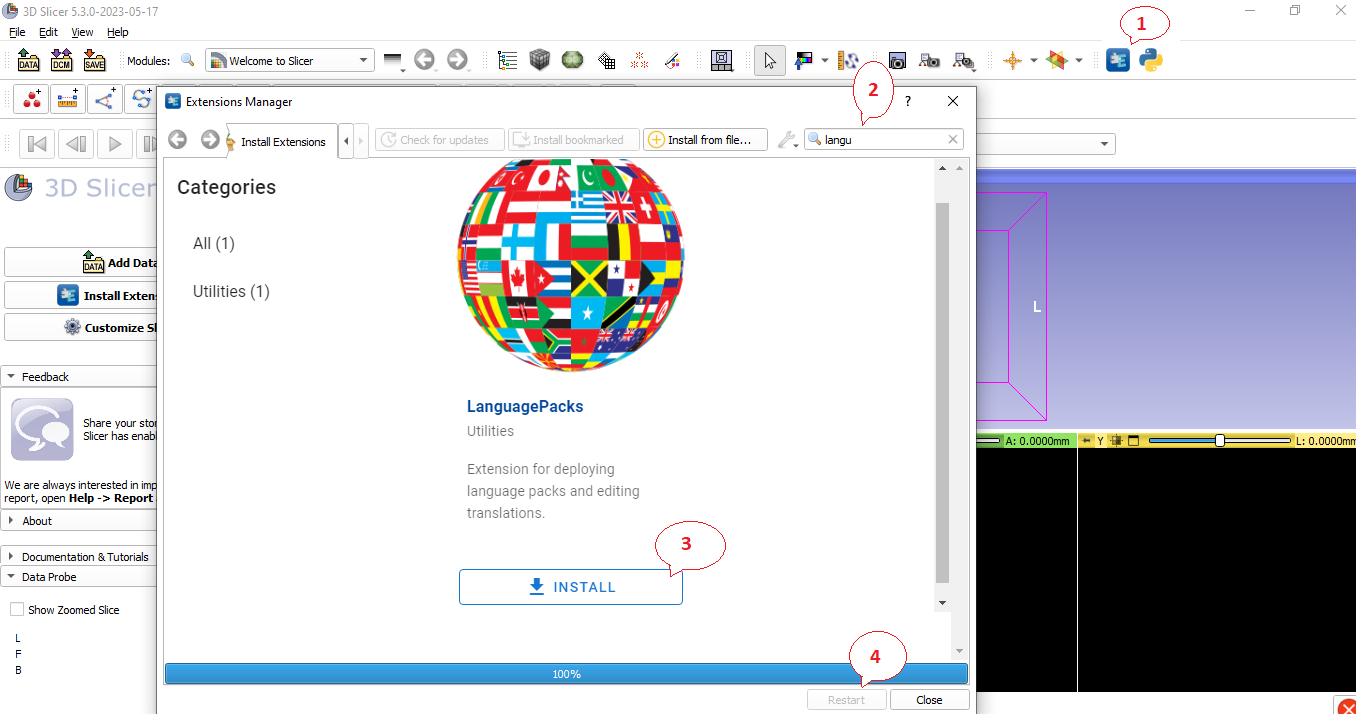 3D Slicer 5.3.0-2023-05-17
File Edit View Help
1
DATA DCM SAVE Modules: Welcome to Slicer
2
Extensions Manager ?
Install Extensions Check for updates Install bookmarked Install from file... langu
3D Slicer
Categories
All (1)
Utilities (1)
DATA Add Data
Install Exten
Customize Sl
L
LanguagePacks
Utilities
Extension for deploying
language packs and editing
translations.
3
INSTALL
Feedback
Share your stor
Slicer has enabl
We are always interested in imp
report, open Help -> Report
About
Documentation & Tutorials
Data Probe
Show Zoomed Slice
L
F
B
A: 0.0000mm Y L: 0.0000mm
4
100%
Restart Close